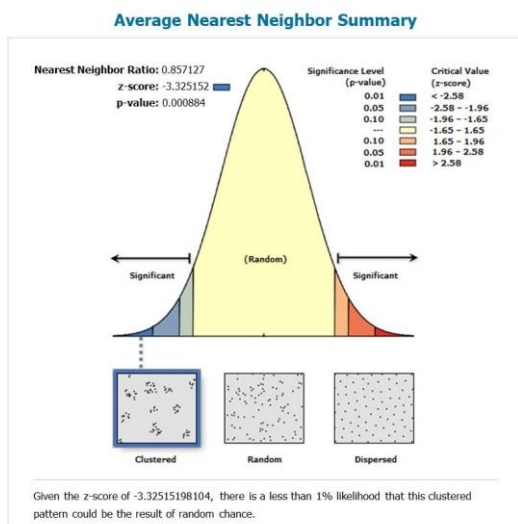 Average Nearest Neighbor Summary
Nearest Neighbor Ratio: 0.857127
z-score: -3.325152
p-value: 0.000884
Significance Level (p-value) Critical Value (z-score)
0.01 < -2.58
0.05 -2.58 – -1.96
0.10 -1.96 – -1.65
--- -1.65 – 1.65
0.10 1.65 – 1.96
0.05 1.96 – 2.58
0.01 > 2.58
(Random)
Significant Significant
Clustered Random Dispersed
Given the z-score of -3.32515198104, there is a less than 1% likelihood that this clustered
pattern could be the result of random chance.